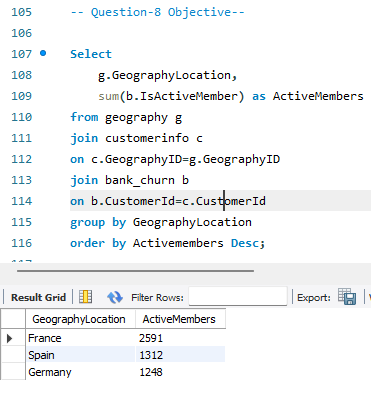 105 -- Question-8 Objective--
106
107 Select
108 g.GeographyLocation,
109 sum(b.IsActiveMember) as ActiveMembers
110 from geography g
111 join customerinfo c
112 on c.GeographyID=g.GeographyID
113 join bank_churn b
114 on b.CustomerId=c.CustomerId
115 group by GeographyLocation
116 order by Activemembers Desc;
117
Result Grid Filter Rows: Export:
GeographyLocation ActiveMembers
France 2591
Spain 1312
Germany 1248